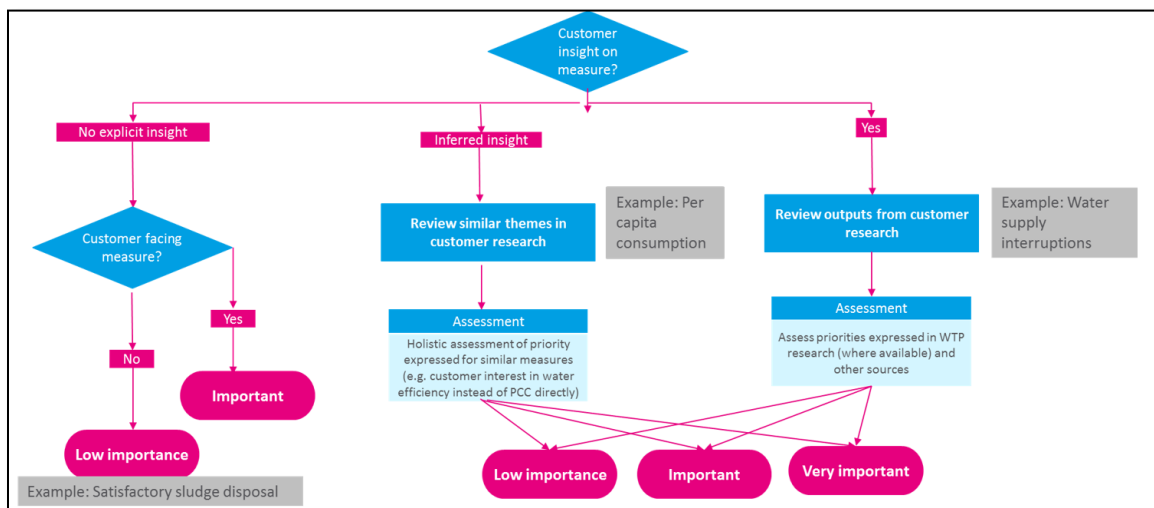 Customer
insight on
measure?
No explicit insight
Inferred insight
Yes
Customer facing
measure?
Review similar themes in
customer research
Example: Per
capita
consumption
Review outputs from customer
research
Example: Water
supply
interruptions
Yes
No
Assessment
Holistic assessment of priority
expressed for similar measures
(e.g. customer interest in water
efficiency instead of PCC directly)
Assessment
Assess priorities expressed in WTP
research (where available) and
other sources
Important
Low importance
Low importance
Important
Very important
Example: Satisfactory sludge disposal